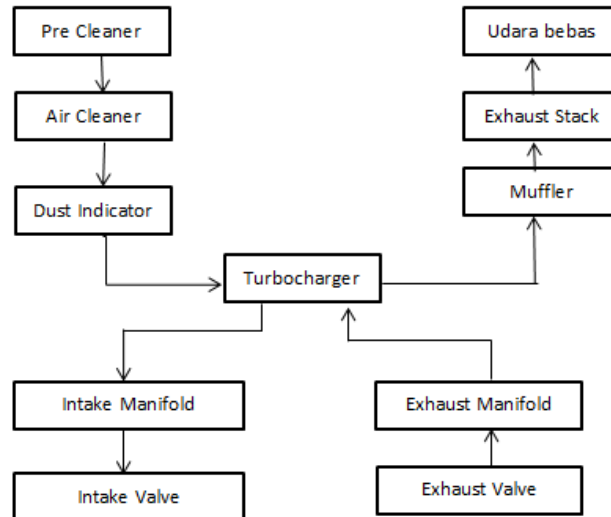 Pre Cleaner
Udara bebas
Air Cleaner
Exhaust Stack
Dust Indicator
Muffler
Turbocharger
Intake Manifold
Exhaust Manifold
Intake Valve
Exhaust Valve